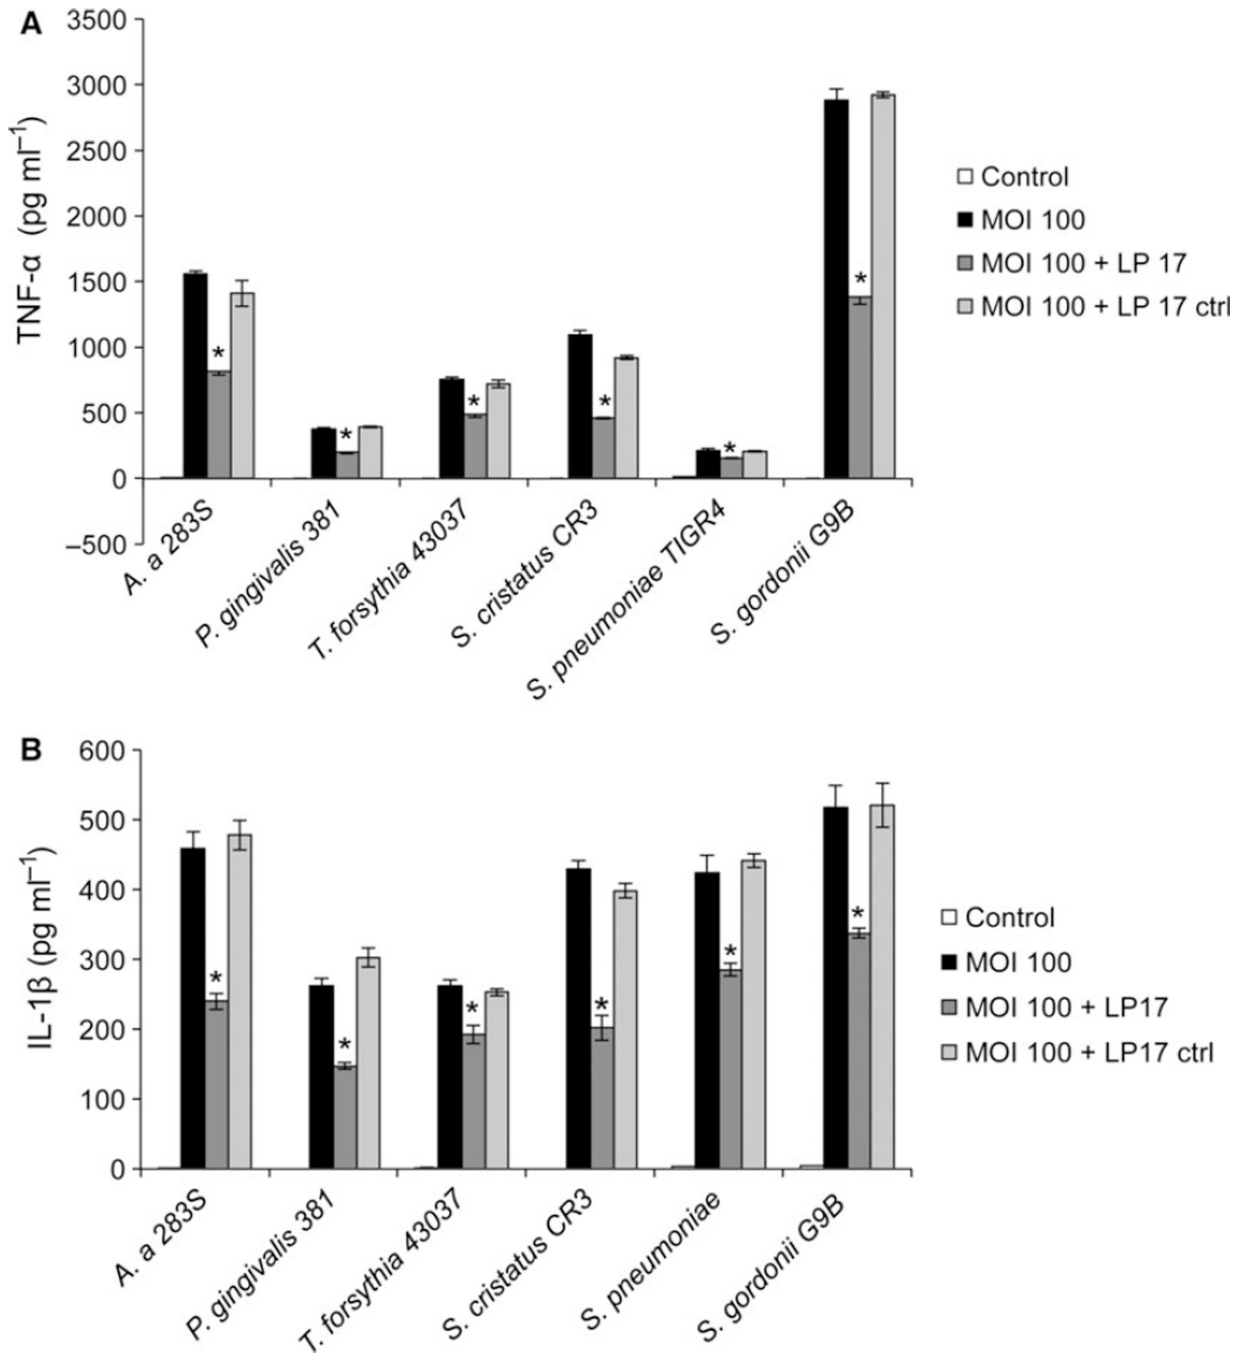 A
3500
3000
2500
2000
1500
1000
500
0
–500
TNF-α (pg ml⁻¹)
*
*
*
*
*
*
A. a 283S
P. gingivalis 381
T. forsythia 43037
S. cristatus CR3
S. pneumoniae TIGR4
S. gordonii G9B
Control
MOI 100
MOI 100 + LP 17
MOI 100 + LP 17 ctrl
B
600
500
400
300
200
100
0
IL-1β (pg ml⁻¹)
*
*
*
*
*
*
A. a 283S
P. gingivalis 381
T. forsythia 43037
S. cristatus CR3
S. pneumoniae
S. gordonii G9B
Control
MOI 100
MOI 100 + LP17
MOI 100 + LP17 ctrl